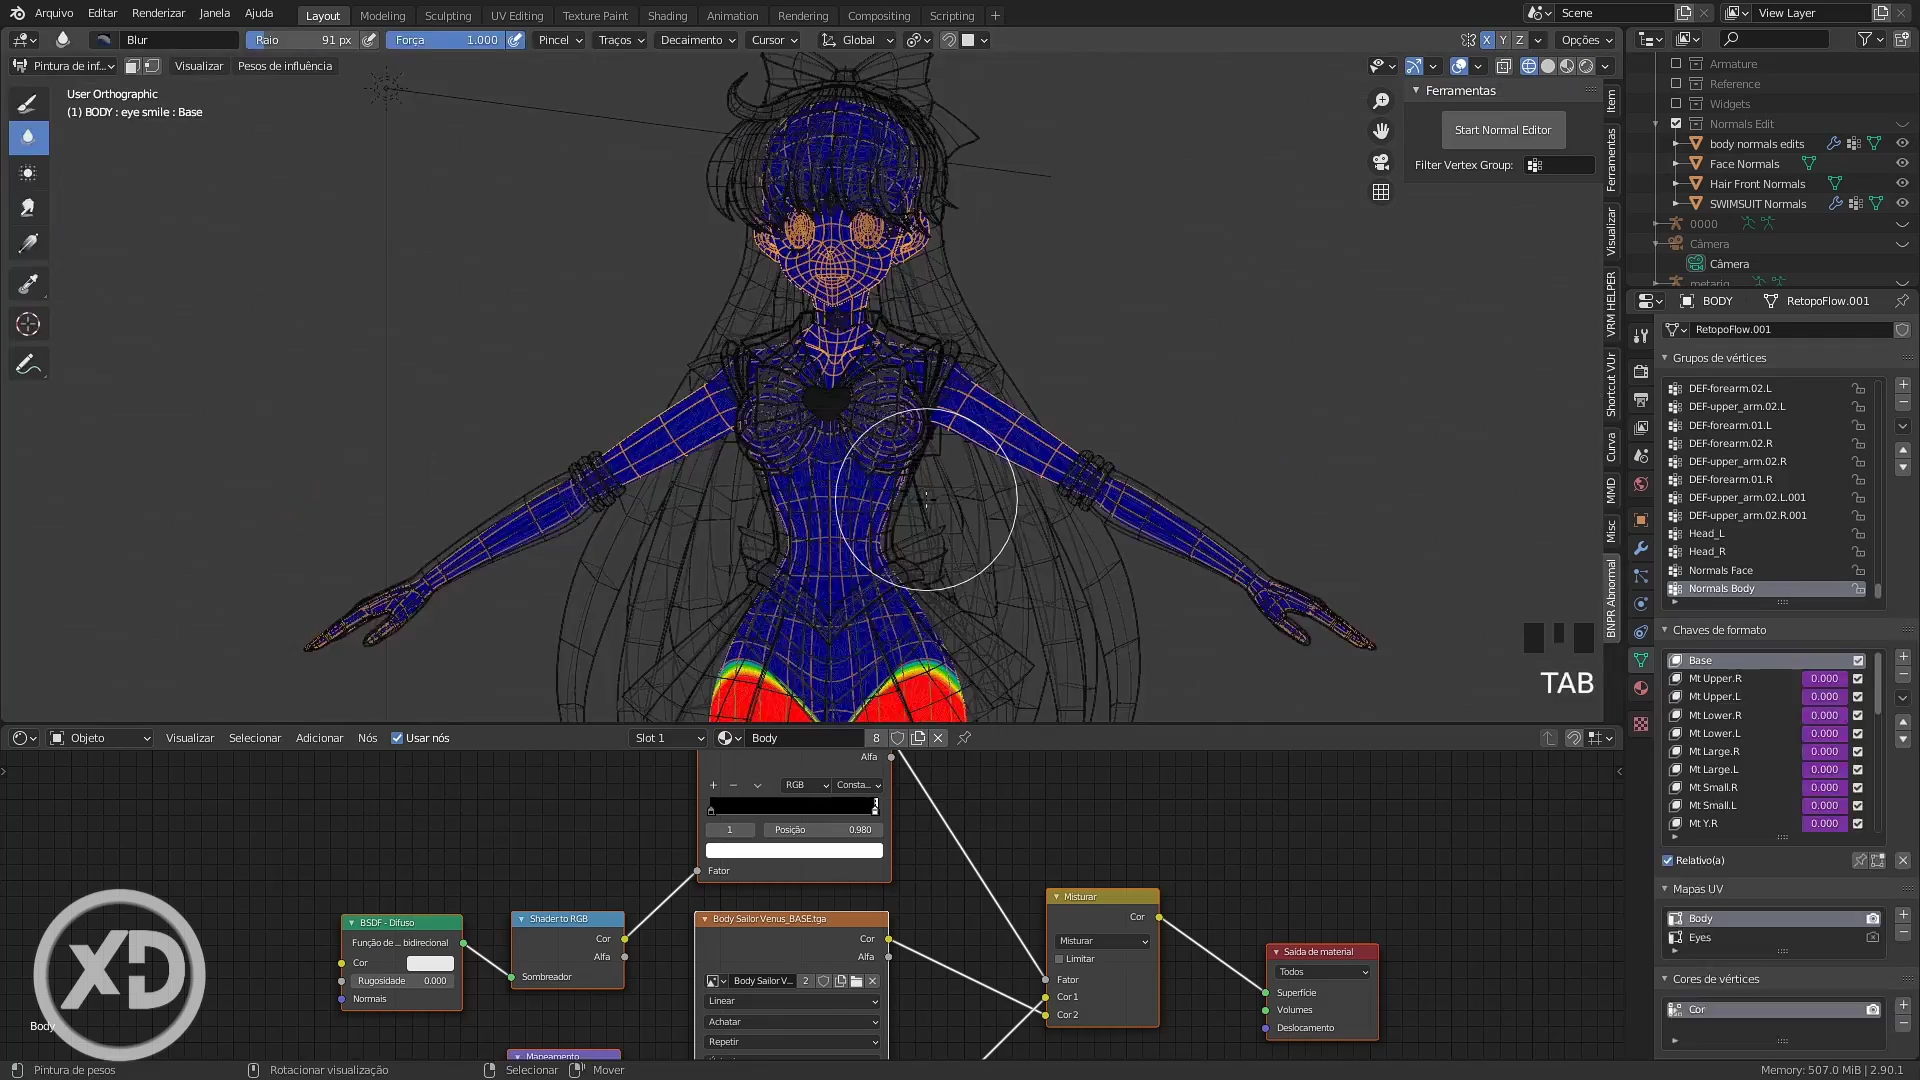 Arquivo Editar Renderizar Janela Ajuda Layout Modeling Sculpting UV Editing Texture Paint Shading Animation Rendering Compositing Scripting + Scene View Layer
Blur Raio 91 px Força 1.000 Pincel Traços Decaimento Cursor Global X Y Z Opções
Pintura de inf... Visualizar Pesos de influência
User Orthographic
(1) BODY : eye smile : Base
Ferramentas
Start Normal Editor
Filter Vertex Group:
Item
Ferramentas
Visualizar
VRM HELPER
Shortcut VUr
Curva
MMD
Misc
BNPR Abnormal
TAB
Armature
Reference
Widgets
Normals Edit
body normals edits
Face Normals
Hair Front Normals
SWIMSUIT Normals
0000
Câmera
Câmera
metarig
BODY RetopoFlow.001
RetopoFlow.001
Grupos de vértices
DEF-forearm.02.L
DEF-upper_arm.02.L
DEF-forearm.01.L
DEF-forearm.02.R
DEF-upper_arm.02.R
DEF-forearm.01.R
DEF-upper_arm.02.L.001
DEF-upper_arm.02.R.001
Head_L
Head_R
Normals Face
Normals Body
Chaves de formato
Base
Mt Upper.R 0.000
Mt Upper.L 0.000
Mt Lower.R 0.000
Mt Lower.L 0.000
Mt Large.R 0.000
Mt Large.L 0.000
Mt Small.R 0.000
Mt Small.L 0.000
Mt Y.R 0.000
Relativo(a)
Mapas UV
Body
Eyes
Cores de vértices
Cor
Objeto Visualizar Selecionar Adicionar Nós Usar nós Slot 1 Body 8
Alfa
RGB Consta...
1 Posição 0.980
Fator
BSDF - Difuso
Função de ... bidirecional
Cor
Rugosidade 0.000
Normais
Shader to RGB
Cor
Alfa
Sombreador
Body Sailor Venus_BASE.tga
Cor
Alfa
Body Sailor V... 2
Linear
Achatar
Repetir
Misturar
Cor
Misturar
Limitar
Fator
Cor 1
Cor 2
Saída de material
Todos
Superfície
Volumes
Deslocamento
Mapeamento
XD
Body
Pintura de pesos Rotacionar visualização Selecionar Mover Memory: 507.0 MiB | 2.90.1